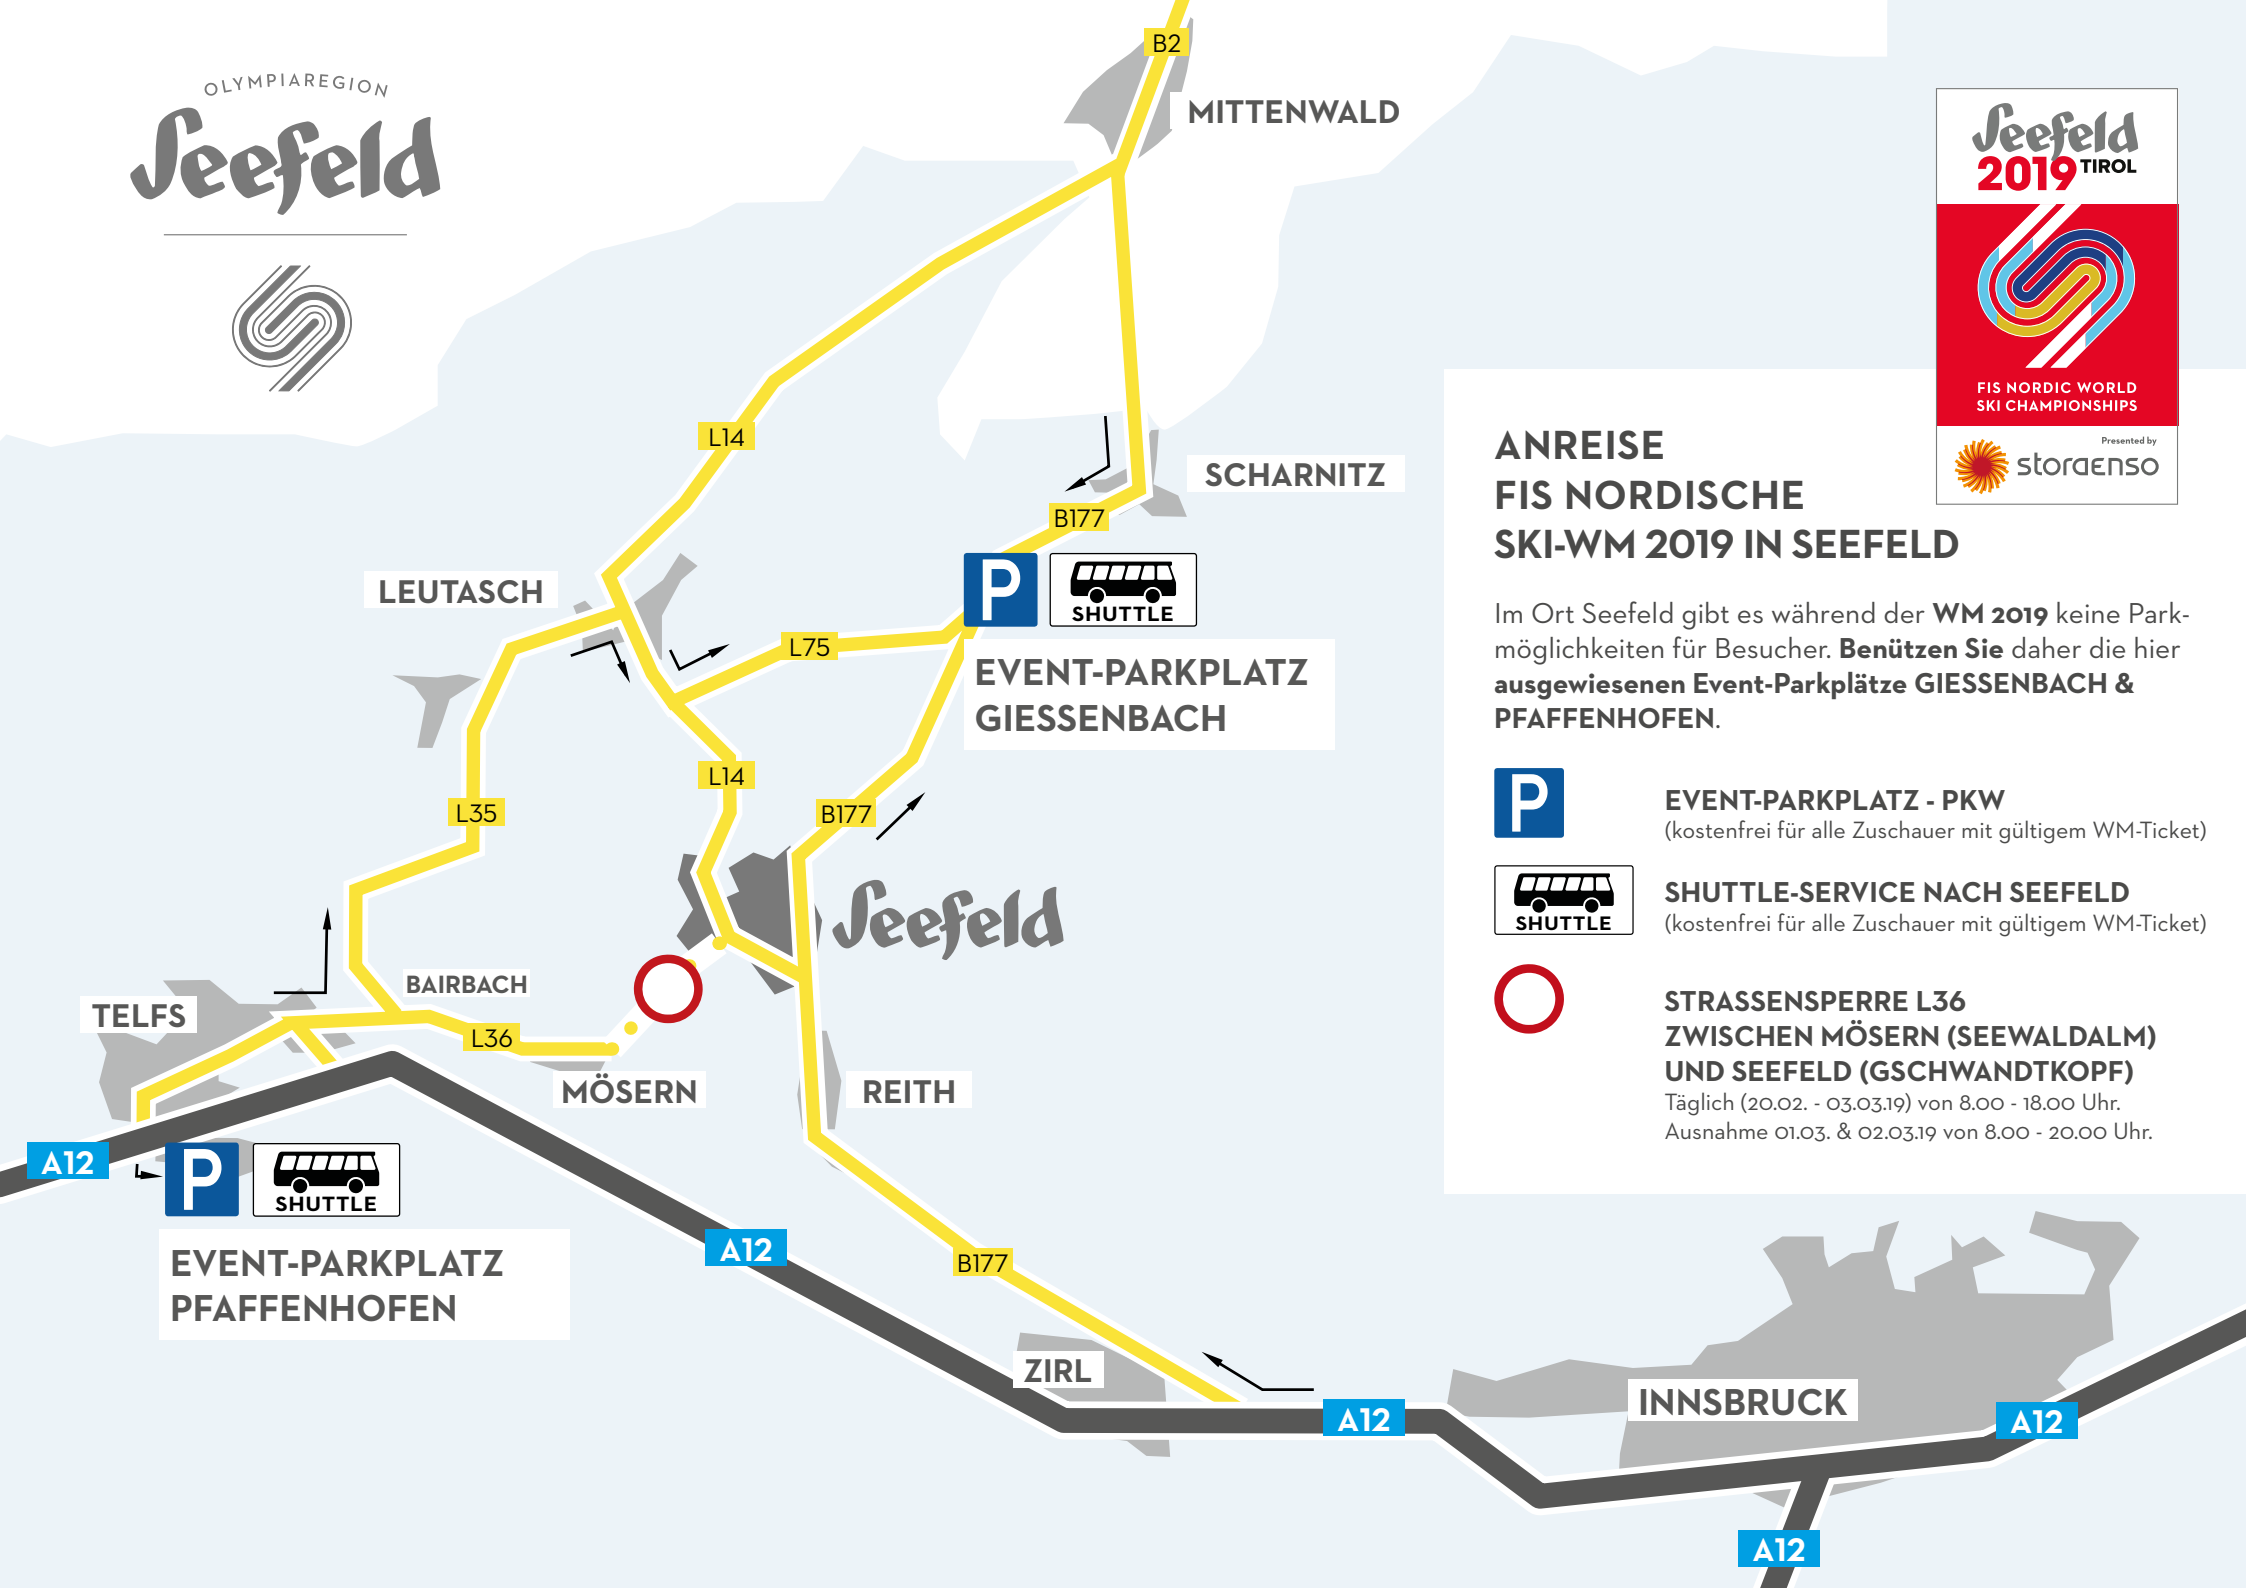 OLYMPIAREGION
Seefeld
B2
MITTENWALD
Seefeld
2019 TIROL
FIS NORDIC WORLD
SKI CHAMPIONSHIPS
Presented by
storaenso
L14
SCHARNITZ
B177
P
SHUTTLE
LEUTASCH
L75
EVENT-PARKPLATZ
GIESSENBACH
L14
L35
B177
Seefeld
BAIRBACH
TELFS
L36
MÖSERN
REITH
A12
P
SHUTTLE
EVENT-PARKPLATZ
PFAFFENHOFEN
A12
B177
ZIRL
A12
INNSBRUCK
A12
A12
ANREISE
FIS NORDISCHE
SKI-WM 2019 IN SEEFELD
Im Ort Seefeld gibt es während der WM 2019 keine Park-
möglichkeiten für Besucher. Benützen Sie daher die hier
ausgewiesenen Event-Parkplätze GIESSENBACH &
PFAFFENHOFEN.
P
EVENT-PARKPLATZ - PKW
(kostenfrei für alle Zuschauer mit gültigem WM-Ticket)
SHUTTLE
SHUTTLE-SERVICE NACH SEEFELD
(kostenfrei für alle Zuschauer mit gültigem WM-Ticket)
STRASSENSPERRE L36
ZWISCHEN MÖSERN (SEEWALDALM)
UND SEEFELD (GSCHWANDTKOPF)
Täglich (20.02. - 03.03.19) von 8.00 - 18.00 Uhr.
Ausnahme 01.03. & 02.03.19 von 8.00 - 20.00 Uhr.